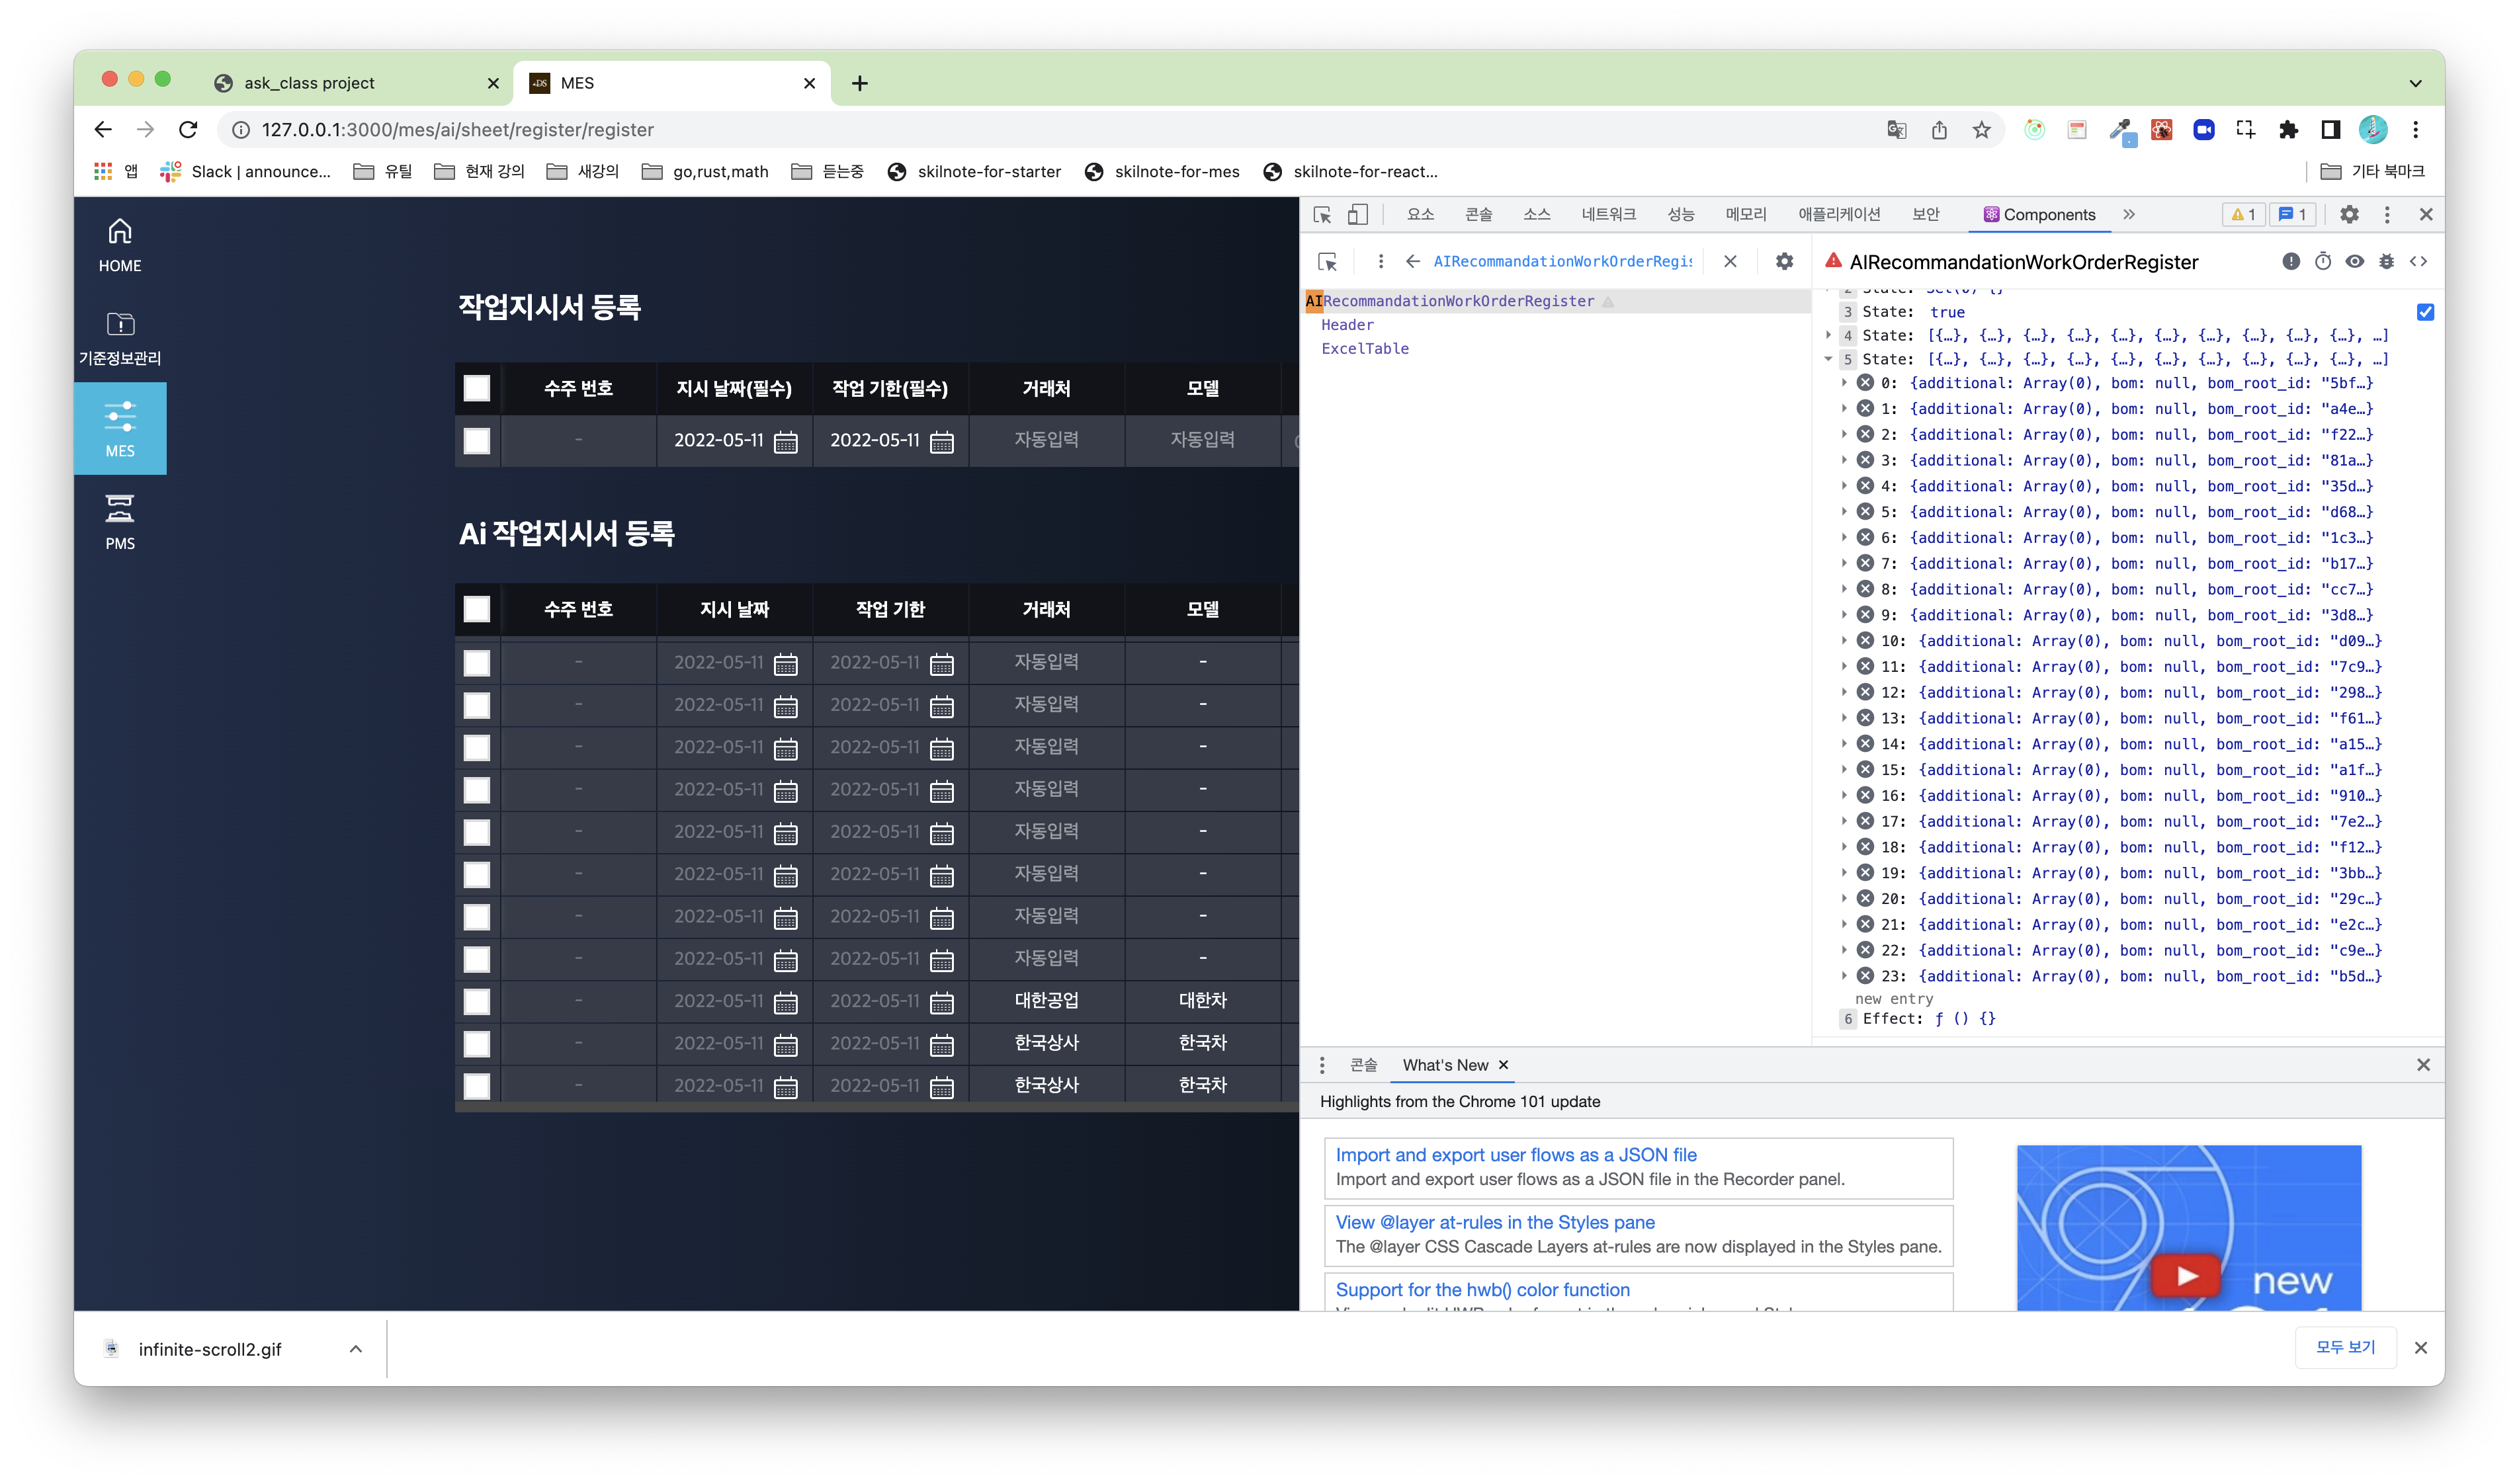 ask_class project
MES
127.0.0.1:3000/mes/ai/sheet/register/register
앱
Slack | announce...
유틸
현재 강의
새강의
go,rust,math
듣는중
skilnote-for-starter
skilnote-for-mes
skilnote-for-react...
기타 북마크
HOME
기준정보관리
MES
PMS
작업지시서 등록
수주 번호 지시 날짜(필수) 작업 기한(필수) 거래처 모델
- 2022-05-11 2022-05-11 자동입력 자동입력
Ai 작업지시서 등록
수주 번호 지시 날짜 작업 기한 거래처 모델
- 2022-05-11 2022-05-11 자동입력 -
- 2022-05-11 2022-05-11 자동입력 -
- 2022-05-11 2022-05-11 자동입력 -
- 2022-05-11 2022-05-11 자동입력 -
- 2022-05-11 2022-05-11 자동입력 -
- 2022-05-11 2022-05-11 자동입력 -
- 2022-05-11 2022-05-11 자동입력 -
- 2022-05-11 2022-05-11 자동입력 -
- 2022-05-11 2022-05-11 대한공업 대한차
- 2022-05-11 2022-05-11 한국상사 한국차
- 2022-05-11 2022-05-11 한국상사 한국차
요소 콘솔 소스 네트워크 성능 메모리 애플리케이션 보안 Components » 1 1
AIRecommandationWorkOrderRegi
AIRecommandationWorkOrderRegister
Header
ExcelTable
AIRecommandationWorkOrderRegister
2 State: Set(0) {}
3 State: true
4 State: [{…}, {…}, {…}, {…}, {…}, {…}, {…}, {…}, {…}, {…}, …]
5 State: [{…}, {…}, {…}, {…}, {…}, {…}, {…}, {…}, {…}, {…}, …]
0: {additional: Array(0), bom: null, bom_root_id: "5bf…}
1: {additional: Array(0), bom: null, bom_root_id: "a4e…}
2: {additional: Array(0), bom: null, bom_root_id: "f22…}
3: {additional: Array(0), bom: null, bom_root_id: "81a…}
4: {additional: Array(0), bom: null, bom_root_id: "35d…}
5: {additional: Array(0), bom: null, bom_root_id: "d68…}
6: {additional: Array(0), bom: null, bom_root_id: "1c3…}
7: {additional: Array(0), bom: null, bom_root_id: "b17…}
8: {additional: Array(0), bom: null, bom_root_id: "cc7…}
9: {additional: Array(0), bom: null, bom_root_id: "3d8…}
10: {additional: Array(0), bom: null, bom_root_id: "d09…}
11: {additional: Array(0), bom: null, bom_root_id: "7c9…}
12: {additional: Array(0), bom: null, bom_root_id: "298…}
13: {additional: Array(0), bom: null, bom_root_id: "f61…}
14: {additional: Array(0), bom: null, bom_root_id: "a15…}
15: {additional: Array(0), bom: null, bom_root_id: "a1f…}
16: {additional: Array(0), bom: null, bom_root_id: "910…}
17: {additional: Array(0), bom: null, bom_root_id: "7e2…}
18: {additional: Array(0), bom: null, bom_root_id: "f12…}
19: {additional: Array(0), bom: null, bom_root_id: "3bb…}
20: {additional: Array(0), bom: null, bom_root_id: "29c…}
21: {additional: Array(0), bom: null, bom_root_id: "e2c…}
22: {additional: Array(0), bom: null, bom_root_id: "c9e…}
23: {additional: Array(0), bom: null, bom_root_id: "b5d…}
new entry
6 Effect: ƒ () {}
콘솔 What's New
Highlights from the Chrome 101 update
Import and export user flows as a JSON file
Import and export user flows as a JSON file in the Recorder panel.
View @layer at-rules in the Styles pane
The @layer CSS Cascade Layers at-rules are now displayed in the Styles pane.
Support for the hwb() color function
new
infinite-scroll2.gif
모두 보기